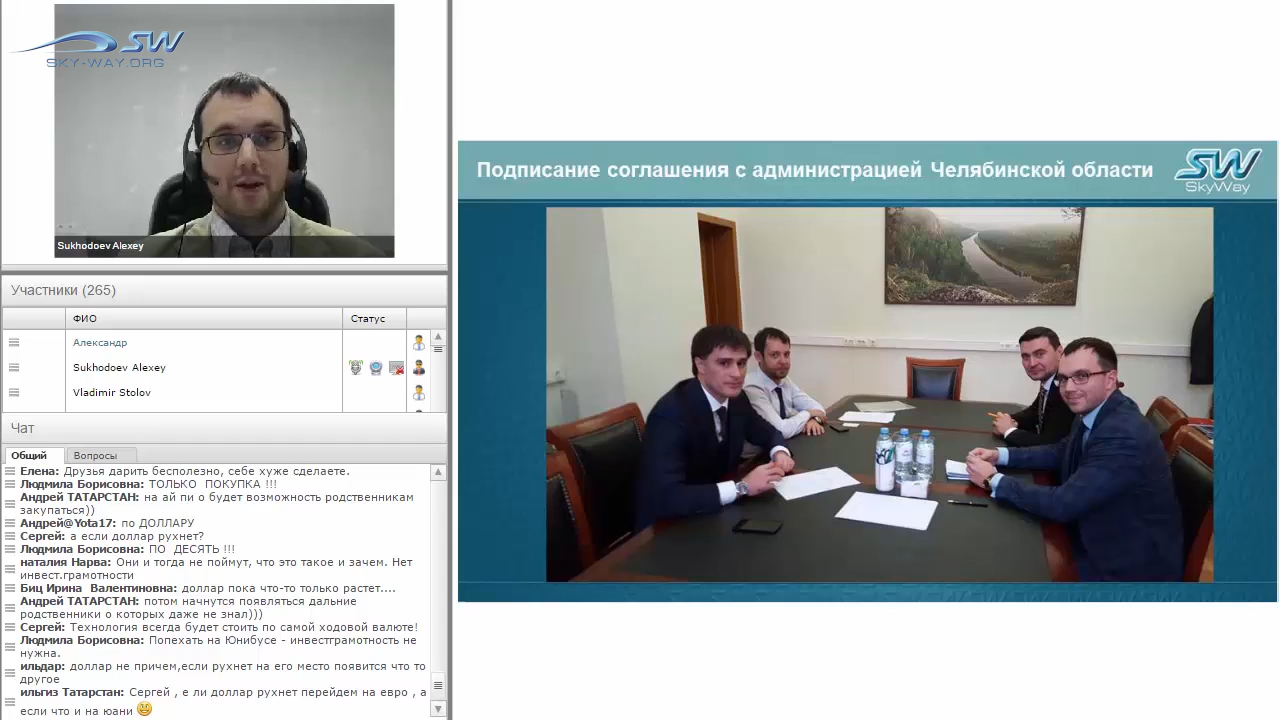 SW
SKY-WAY.ORG
Sukhodoev Alexey
Участники (265)
ФИО
Статус
Александр
Sukhodoev Alexey
Vladimir Stolov
Чат
Общий
Вопросы
Елена: Друзья дарить бесполезно, себе хуже сделаете.
Людмила Борисовна: ТОЛЬКО ПОКУПКА !!!
Андрей ТАТАРСТАН: на ай пи о будет возможность родственникам
закупаться))
Андрей@Yota17: по ДОЛЛАРУ
Сергей: а если доллар рухнет?
Людмила Борисовна: ПО ДЕСЯТЬ !!!
наталия Нарва: Они и тогда не поймут, что это такое и зачем. Нет
инвест.грамотности
Биц Ирина Валентиновна: доллар пока что-то только растет....
Андрей ТАТАРСТАН: потом начнутся появляться дальние
родственники о которых даже не знал)))
Сергей: Технология всегда будет стоить по самой ходовой валюте!
Людмила Борисовна: Попехать на Юнибусе - инвестграмотность не
нужна.
ильдар: доллар не причем,если рухнет на его место появится что то
другое
ильгиз Татарстан: Сергей , е ли доллар рухнет перейдем на евро , а
если что и на юани
Подписание соглашения с администрацией Челябинской области
SW
SkyWay